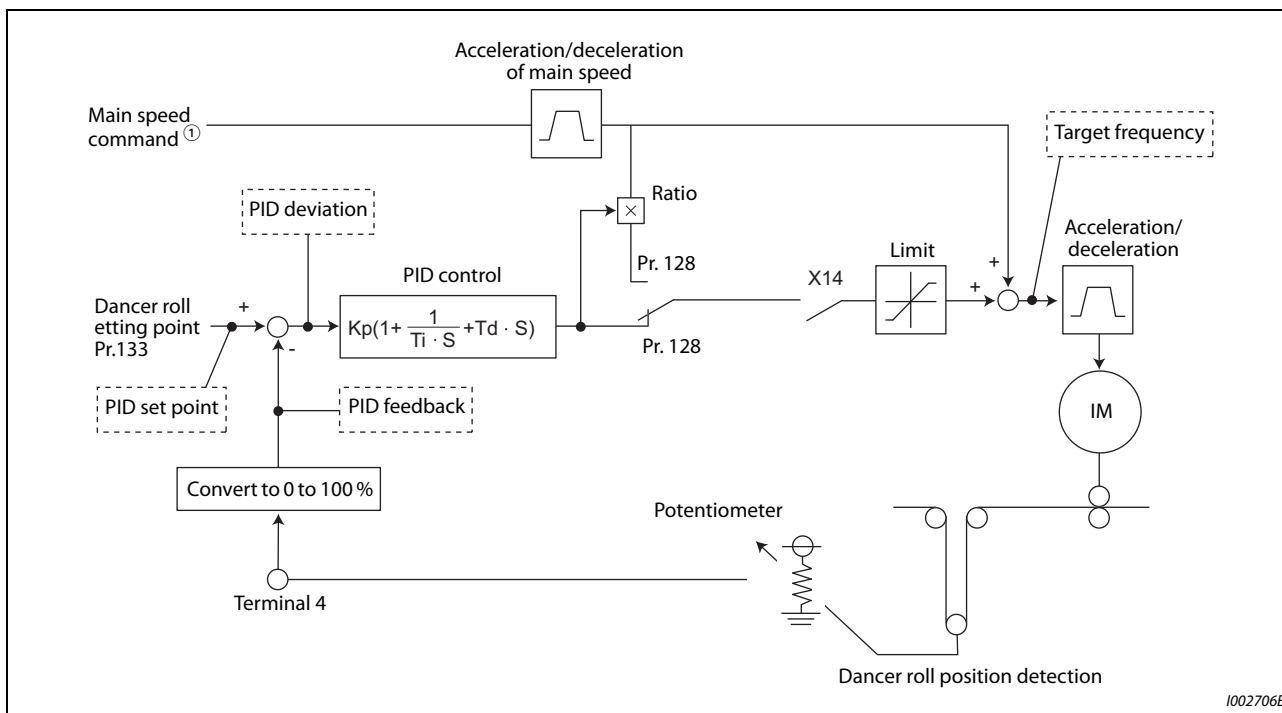 Acceleration/deceleration
of main speed
Main speed
command ①
Target frequency
PID deviation
Ratio
×
Acceleration/
deceleration
Pr. 128
Limit
PID control
X14
+
+
Dancer roll
etting point
Pr.133
+
-
Kp(1+ 1/(Ti · S) +Td · S)
Pr. 128
PID set point
PID feedback
IM
Convert to 0 to 100 %
Potentiometer
Terminal 4
Dancer roll position detection
I002706E